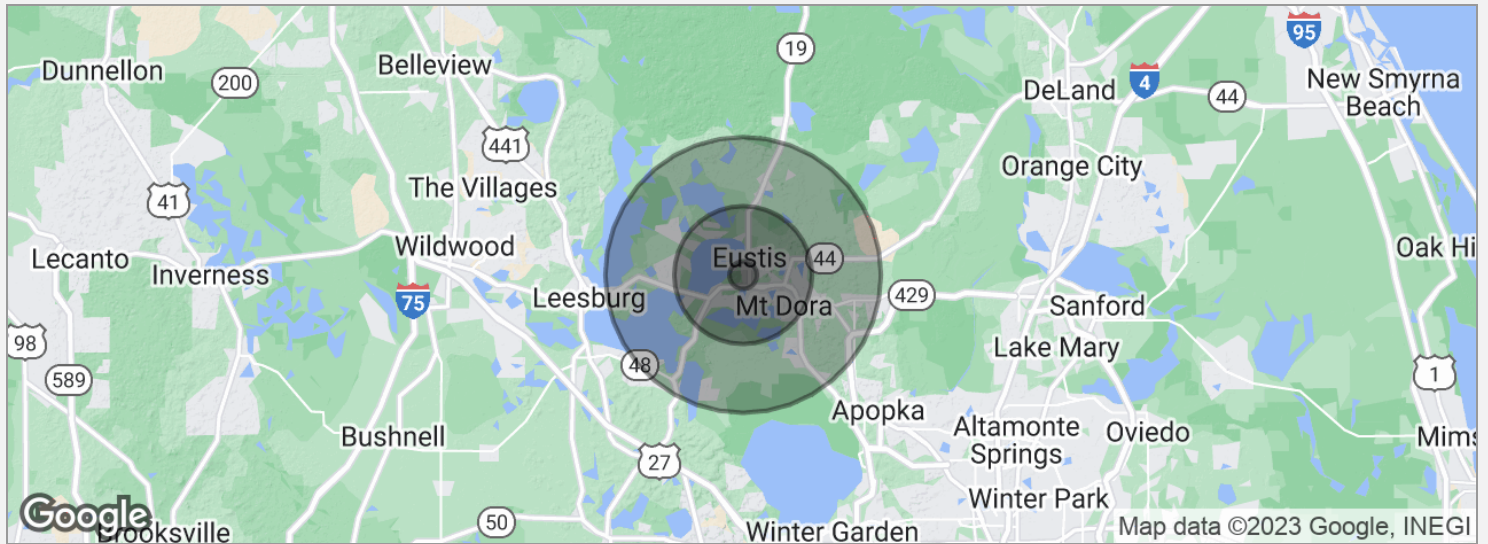 19
95
Dunnellon
Belleview
200
4
New Smyrna
Beach
DeLand
44
441
Orange City
The Villages
41
Wildwood
Oak Hi
Lecanto
Inverness
Eustis
44
75
Leesburg
Mt Dora
429
Sanford
98
Lake Mary
48
589
1
Apopka
Altamonte
Springs
Oviedo
Bushnell
Mims
27
Winter Park
Google
50
Brooksville
Winter Garden
Map data ©2023 Google, INEGI